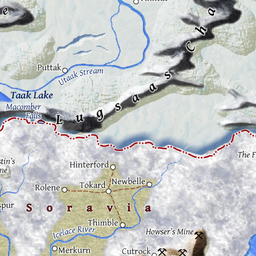 Puttak
Utaak Stream
Taak Lake
Macomber
Falls
Lugsaas Cha
The F
Hinterford
Tokard
Newbelle
Rolene
Soravia
Thimble
Icelace River
Howser's Mine
Merkurn
Cutrock